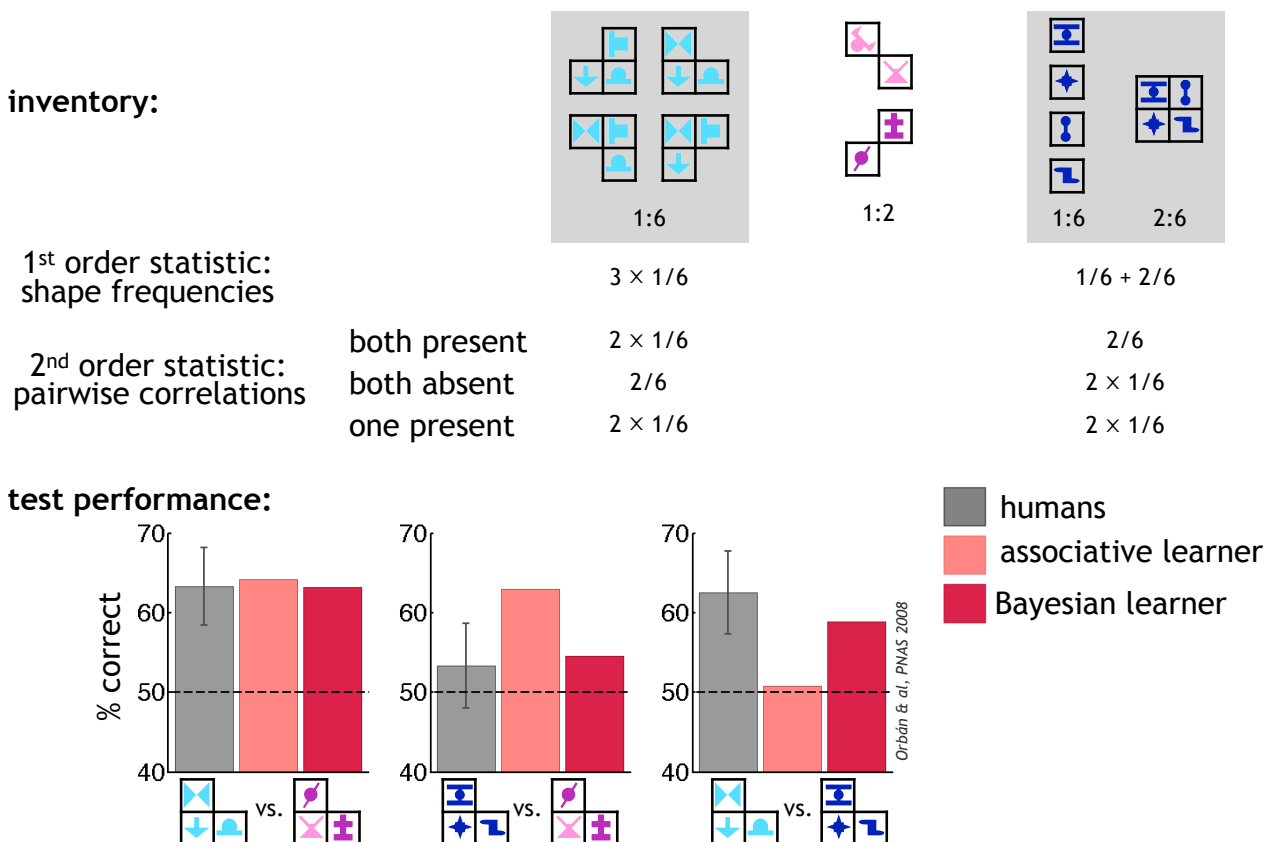 inventory:
1:6
1:2
1:6
2:6
1st order statistic:
shape frequencies
3 × 1/6
1/6 + 2/6
2nd order statistic:
pairwise correlations
both present
2 × 1/6
2/6
both absent
2/6
2 × 1/6
one present
2 × 1/6
2 × 1/6
test performance:
humans
associative learner
Bayesian learner
% correct
70
60
50
40
70
60
50
40
70
60
50
40
Orbán & al, PNAS 2008
vs.
vs.
vs.